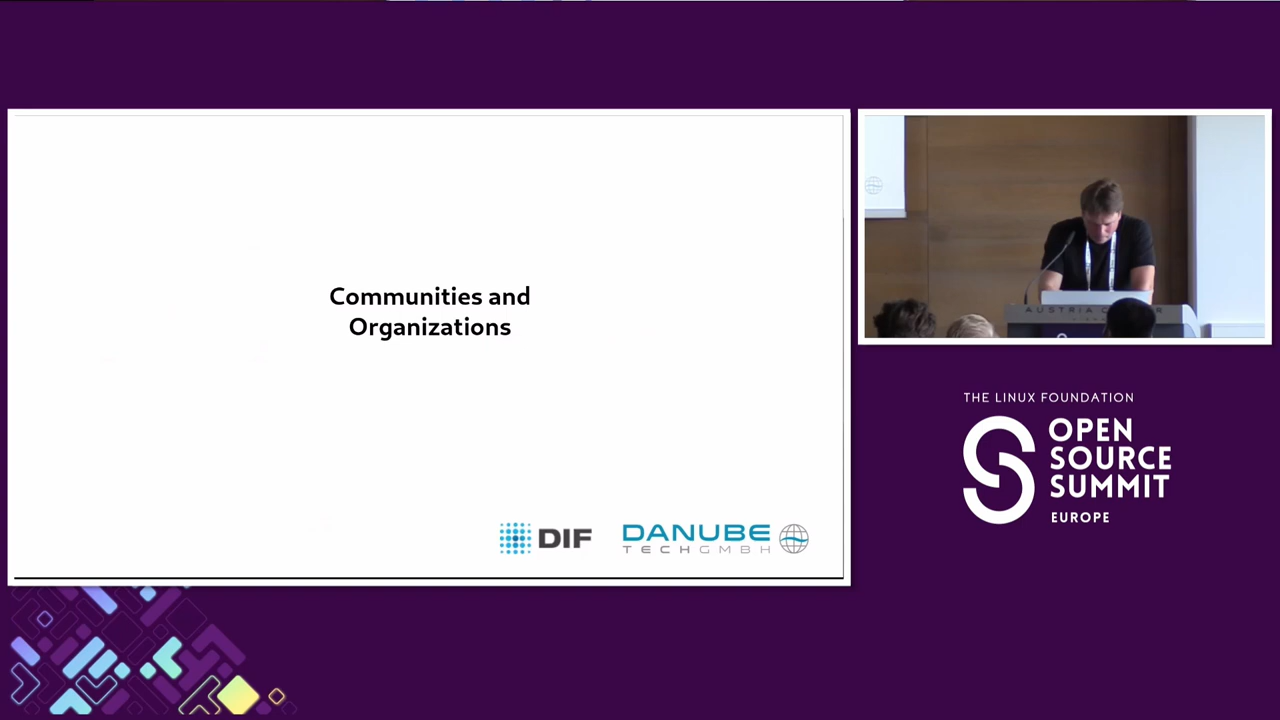 Communities and
Organizations
DIF
DANUBE
TECH GMBH
THE LINUX FOUNDATION
OPEN
SOURCE
SUMMIT
EUROPE